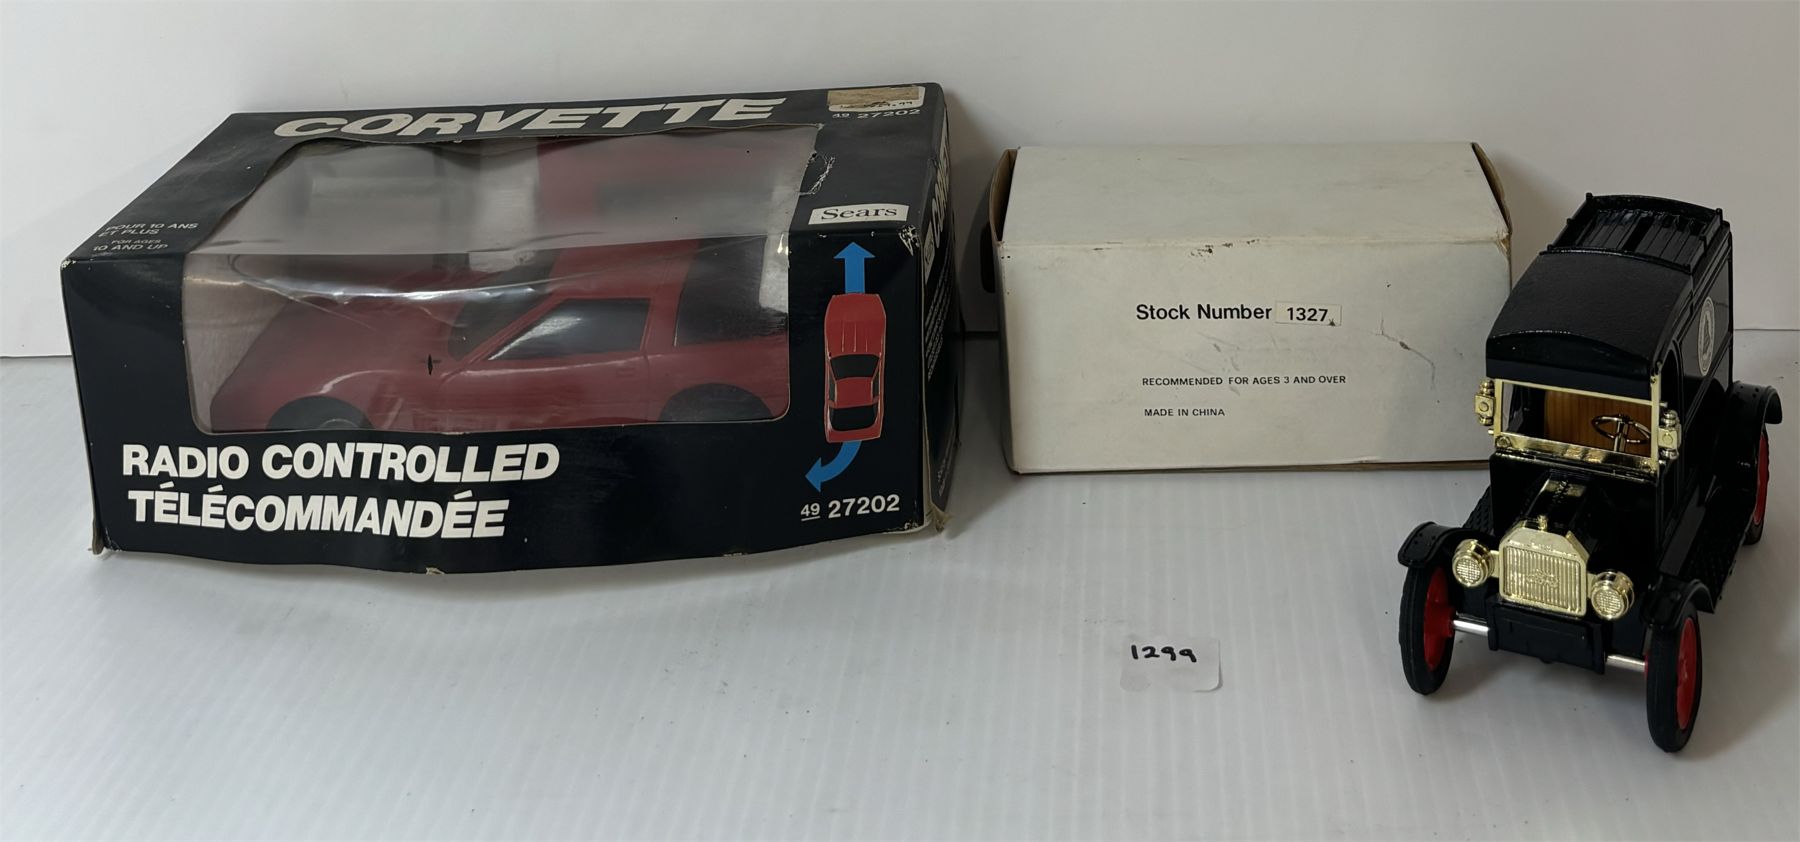 CORVETTE
49 27202
POUR 10 ANS
ET PLUS
FOR AGES
10 AND UP
Sears
RADIO CONTROLLED
TÉLÉCOMMANDÉE
49 27202
Stock Number 1327
RECOMMENDED FOR AGES 3 AND OVER
MADE IN CHINA
1299